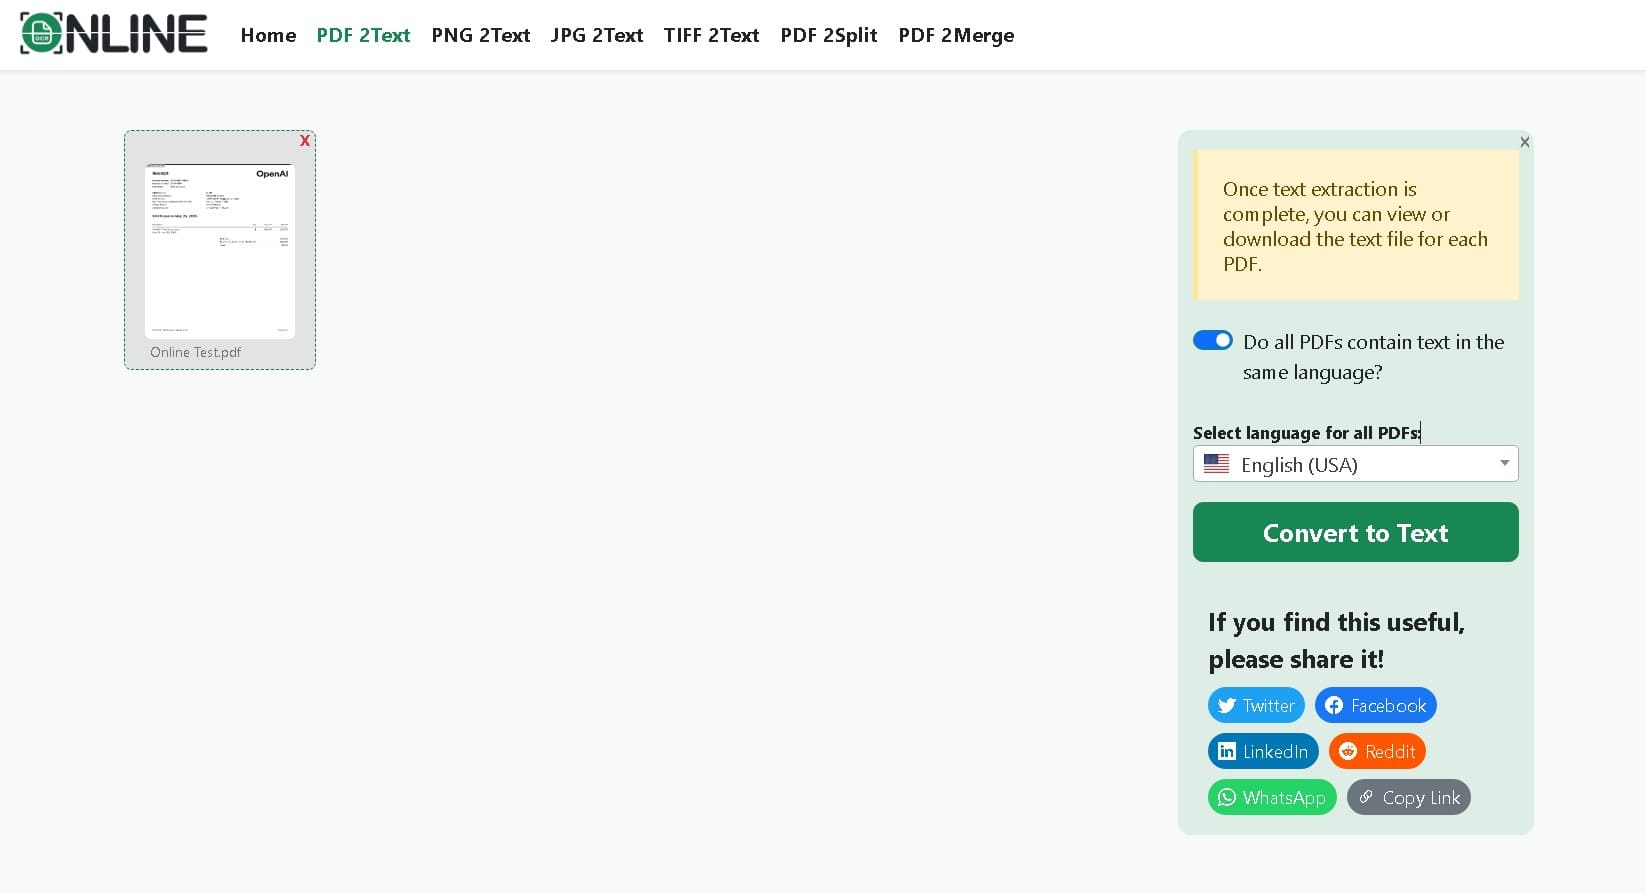 ONLINE
OCR
Home PDF 2Text PNG 2Text JPG 2Text TIFF 2Text PDF 2Split PDF 2Merge
X
Receipt OpenAI
Online Test.pdf
X
Once text extraction is
complete, you can view or
download the text file for each
PDF.
Do all PDFs contain text in the
same language?
Select language for all PDFs:
English (USA)
Convert to Text
If you find this useful,
please share it!
Twitter Facebook
LinkedIn Reddit
WhatsApp Copy Link